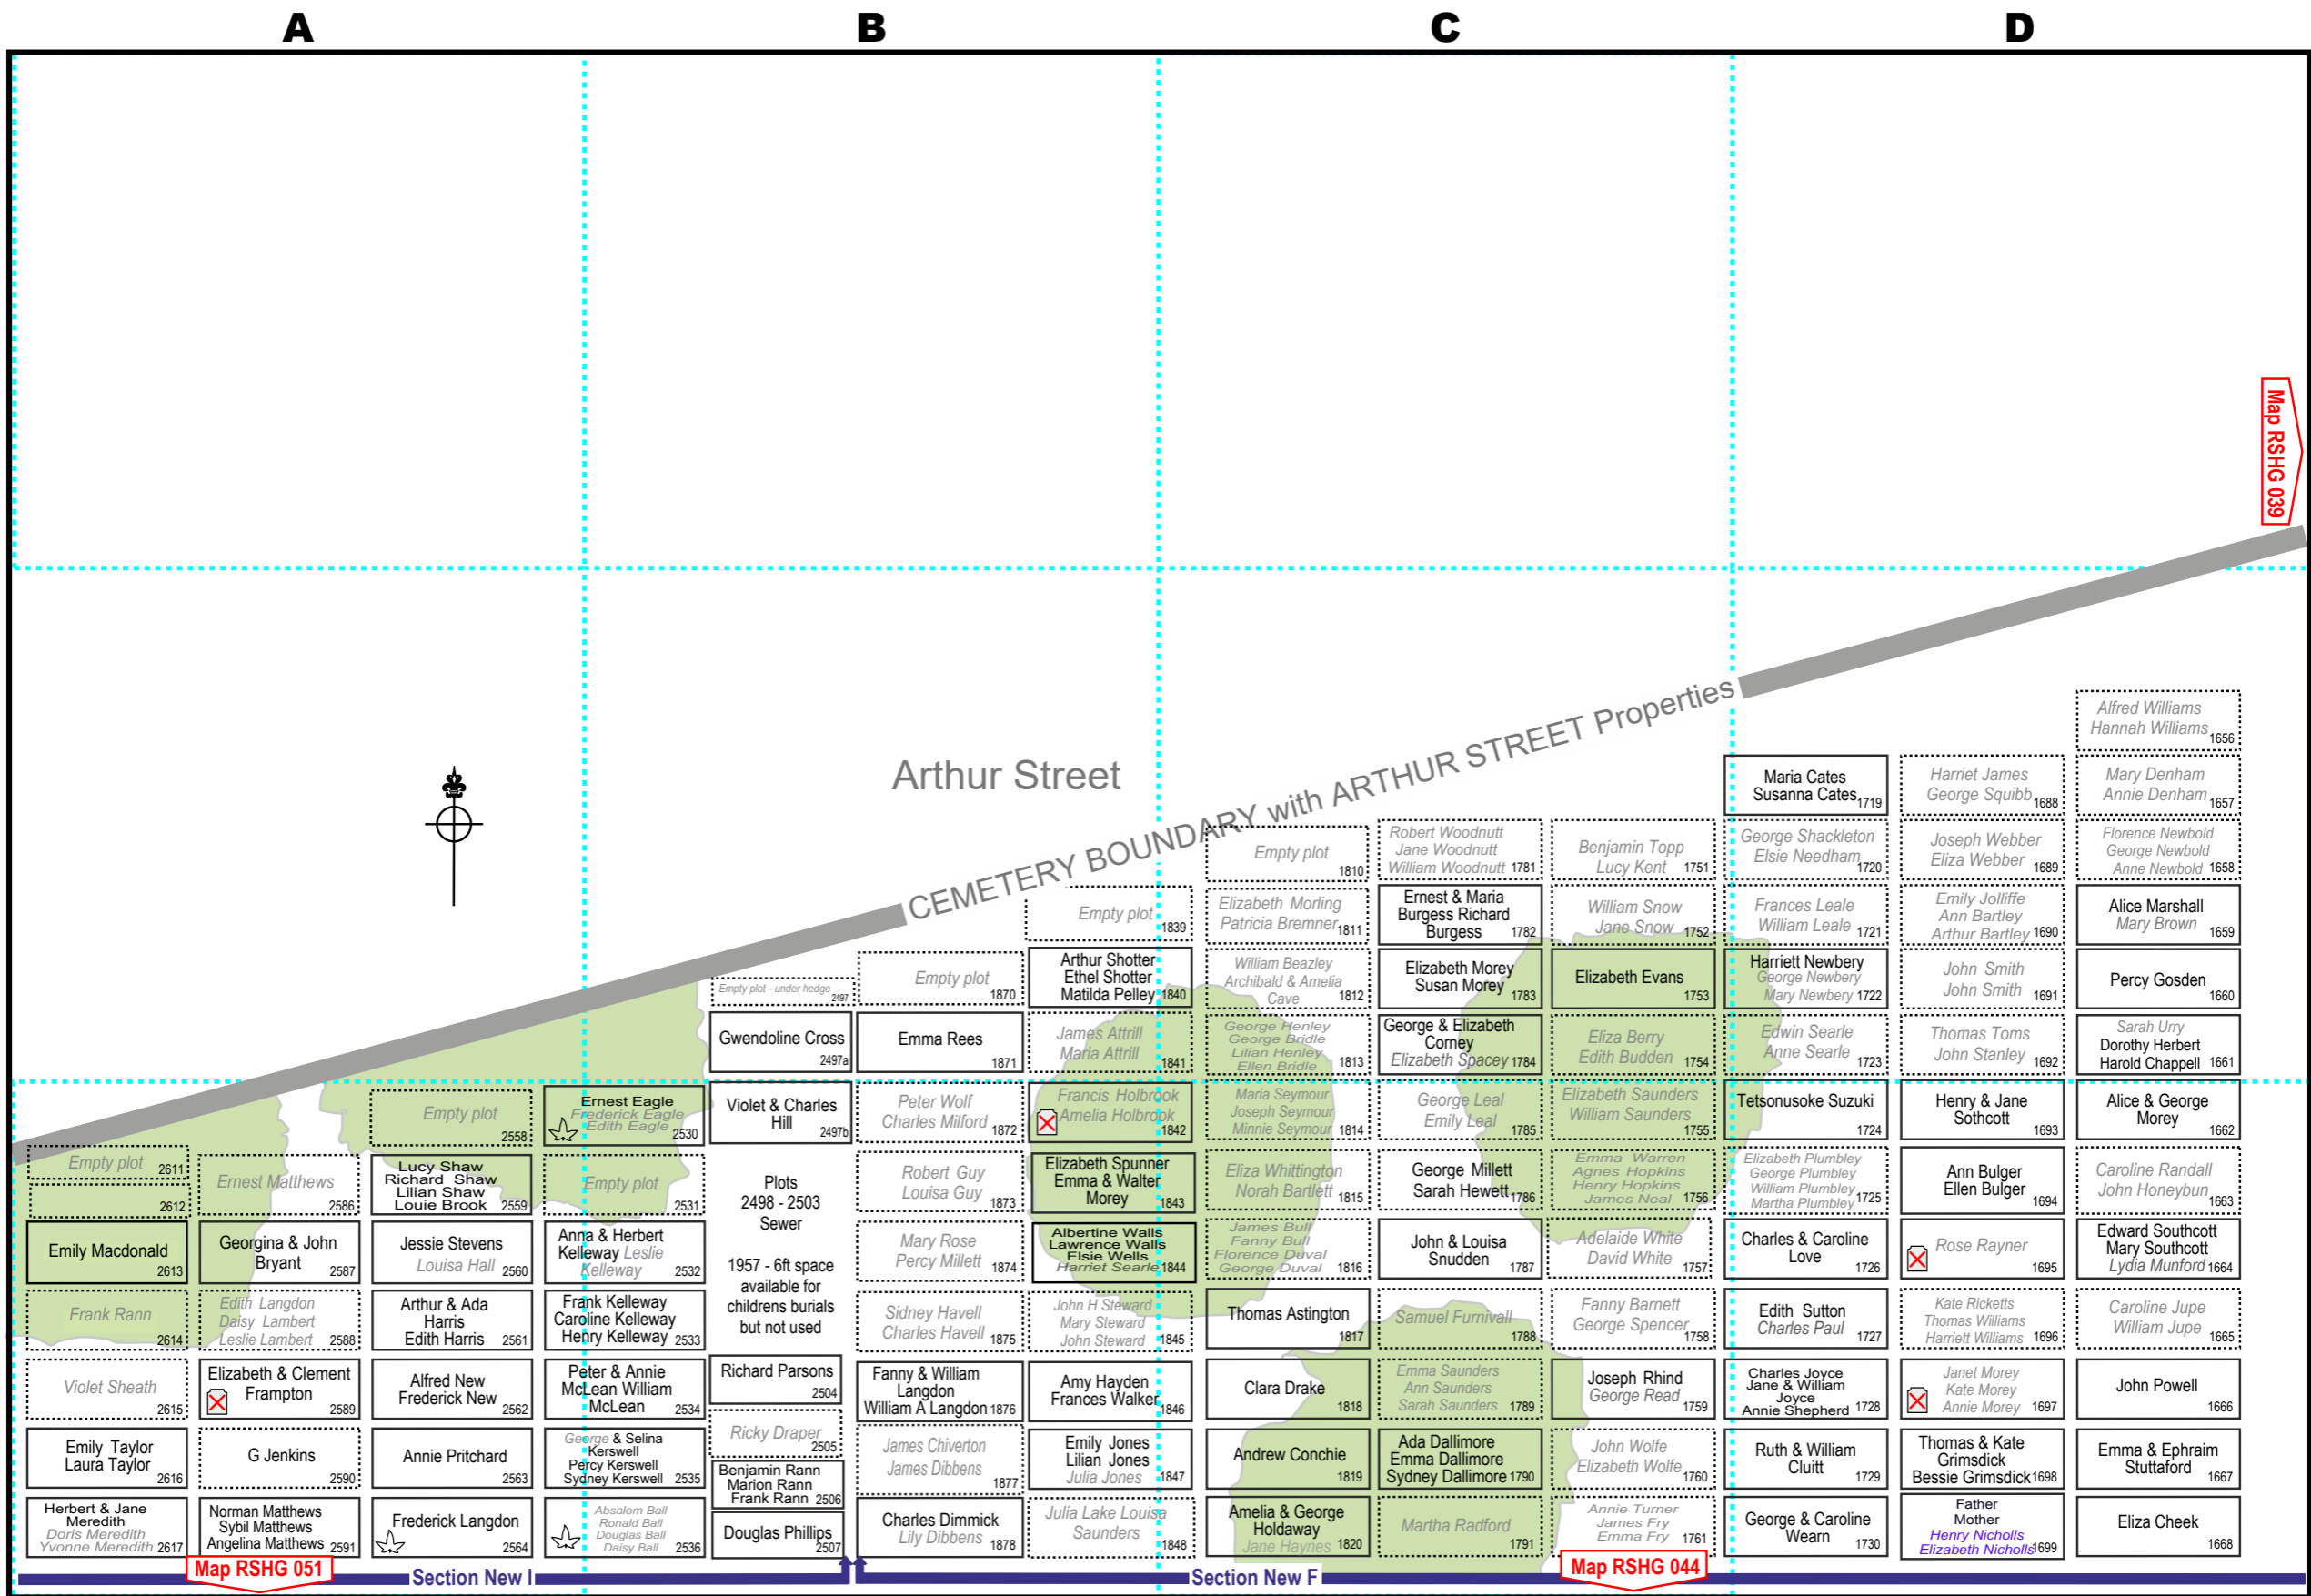 A
B
C
D
Map RSHG 039
Arthur Street
CEMETERY BOUNDARY with ARTHUR STREET Properties
Empty plot 2611
2612
Emily Macdonald
2613
Frank Rann
2614
Violet Sheath
2615
Emily Taylor
Laura Taylor
2616
Herbert & Jane
Meredith
Doris Meredith
Yvonne Meredith 2617
Ernest Matthews
2586
Georgina & John
Bryant
2587
Edith Langdon
Daisy Lambert
Leslie Lambert 2588
Elizabeth & Clement
Frampton
2589
G Jenkins
2590
Norman Matthews
Sybil Matthews
Angelina Matthews 2591
Empty plot
2558
Lucy Shaw
Richard Shaw
Lilian Shaw
Louie Brook 2559
Jessie Stevens
Louisa Hall
2560
Arthur & Ada
Harris
Edith Harris 2561
Alfred New
Frederick New
2562
Annie Pritchard
2563
Frederick Langdon
2564
Ernest Eagle
Frederick Eagle
Edith Eagle 2530
Empty plot
2531
Anna & Herbert
Kelleway Leslie
Kelleway 2532
Frank Kelleway
Caroline Kelleway
Henry Kelleway 2533
Peter & Annie
McLean William
McLean 2534
George & Selina
Kerswell
Percy Kerswell
Sydney Kerswell 2535
Absalom Ball
Ronald Ball
Douglas Ball
Daisy Ball 2536
Empty plot - under hedge 2497
Gwendoline Cross
2497a
Violet & Charles
Hill
2497b
Plots
2498 - 2503
Sewer
1957 - 6ft space
available for
childrens burials
but not used
Richard Parsons
2504
Ricky Draper
2505
Benjamin Rann
Marion Rann
Frank Rann 2506
Douglas Phillips
2507
Empty plot
1870
Emma Rees
1871
Peter Wolf
Charles Milford
1872
Robert Guy
Louisa Guy
1873
Mary Rose
Percy Millett
1874
Sidney Havell
Charles Havell
1875
Fanny & William
Langdon
William A Langdon 1876
James Chiverton
James Dibbens
1877
Charles Dimmick
Lily Dibbens
1878
Empty plot
1839
Arthur Shotter
Ethel Shotter
Matilda Pelley 1840
James Attrill
Maria Attrill
1841
Francis Holbrook
Amelia Holbrook
1842
Elizabeth Spunner
Emma & Walter
Morey 1843
Albertine Walls
Lawrence Walls
Elsie Wells
Harriet Searle 1844
John H Steward
Mary Steward
John Steward 1845
Amy Hayden
Frances Walker
1846
Emily Jones
Lilian Jones
Julia Jones 1847
Julia Lake Louisa
Saunders
1848
Empty plot
1810
Elizabeth Morling
Patricia Bremner
1811
William Beazley
Archibald & Amelia
Cave 1812
George Henley
George Bridle
Lilian Henley
Ellen Bridle 1813
Maria Seymour
Joseph Seymour
Minnie Seymour 1814
Eliza Whittington
Norah Bartlett 1815
James Bull
Fanny Bull
Florence Duval
George Duval 1816
Thomas Astington
1817
Clara Drake
1818
Andrew Conchie
1819
Amelia & George
Holdaway
Jane Haynes 1820
Robert Woodnutt
Jane Woodnutt
William Woodnutt 1781
Ernest & Maria
Burgess Richard
Burgess 1782
Elizabeth Morey
Susan Morey
1783
George & Elizabeth
Corney
Elizabeth Spacey 1784
George Leal
Emily Leal
1785
George Millett
Sarah Hewett 1786
John & Louisa
Snudden
1787
Samuel Furnivall
1788
Emma Saunders
Ann Saunders
Sarah Saunders 1789
Ada Dallimore
Emma Dallimore
Sydney Dallimore 1790
Martha Radford
1791
Benjamin Topp
Lucy Kent 1751
William Snow
Jane Snow 1752
Elizabeth Evans
1753
Eliza Berry
Edith Budden
1754
Elizabeth Saunders
William Saunders
1755
Emma Warren
Agnes Hopkins
Henry Hopkins
James Neal 1756
Adelaide White
David White
1757
Fanny Barnett
George Spencer
1758
Joseph Rhind
George Read
1759
John Wolfe
Elizabeth Wolfe
1760
Annie Turner
James Fry
Emma Fry 1761
Maria Cates
Susanna Cates 1719
George Shackleton
Elsie Needham
1720
Frances Leale
William Leale 1721
Harriett Newbery
George Newbery
Mary Newbery 1722
Edwin Searle
Anne Searle
1723
Tetsonusoke Suzuki
1724
Elizabeth Plumbley
George Plumbley
William Plumbley
Martha Plumbley 1725
Charles & Caroline
Love
1726
Edith Sutton
Charles Paul
1727
Charles Joyce
Jane & William
Joyce
Annie Shepherd 1728
Ruth & William
Cluitt
1729
George & Caroline
Wearn
1730
Harriet James
George Squibb 1688
Joseph Webber
Eliza Webber 1689
Emily Jolliffe
Ann Bartley
Arthur Bartley 1690
John Smith
John Smith
1691
Thomas Toms
John Stanley
1692
Henry & Jane
Sothcott
1693
Ann Bulger
Ellen Bulger
1694
Rose Rayner
1695
Kate Ricketts
Thomas Williams
Harriett Williams 1696
Janet Morey
Kate Morey
Annie Morey 1697
Thomas & Kate
Grimsdick
Bessie Grimsdick 1698
Father
Mother
Henry Nicholls
Elizabeth Nicholls 1699
Alfred Williams
Hannah Williams 1656
Mary Denham
Annie Denham 1657
Florence Newbold
George Newbold
Anne Newbold 1658
Alice Marshall
Mary Brown
1659
Percy Gosden
1660
Sarah Urry
Dorothy Herbert
Harold Chappell 1661
Alice & George
Morey
1662
Caroline Randall
John Honeybun
1663
Edward Southcott
Mary Southcott
Lydia Munford 1664
Caroline Jupe
William Jupe
1665
John Powell
1666
Emma & Ephraim
Stuttaford
1667
Eliza Cheek
1668
Map RSHG 051
Section New I
Section New F
Map RSHG 044